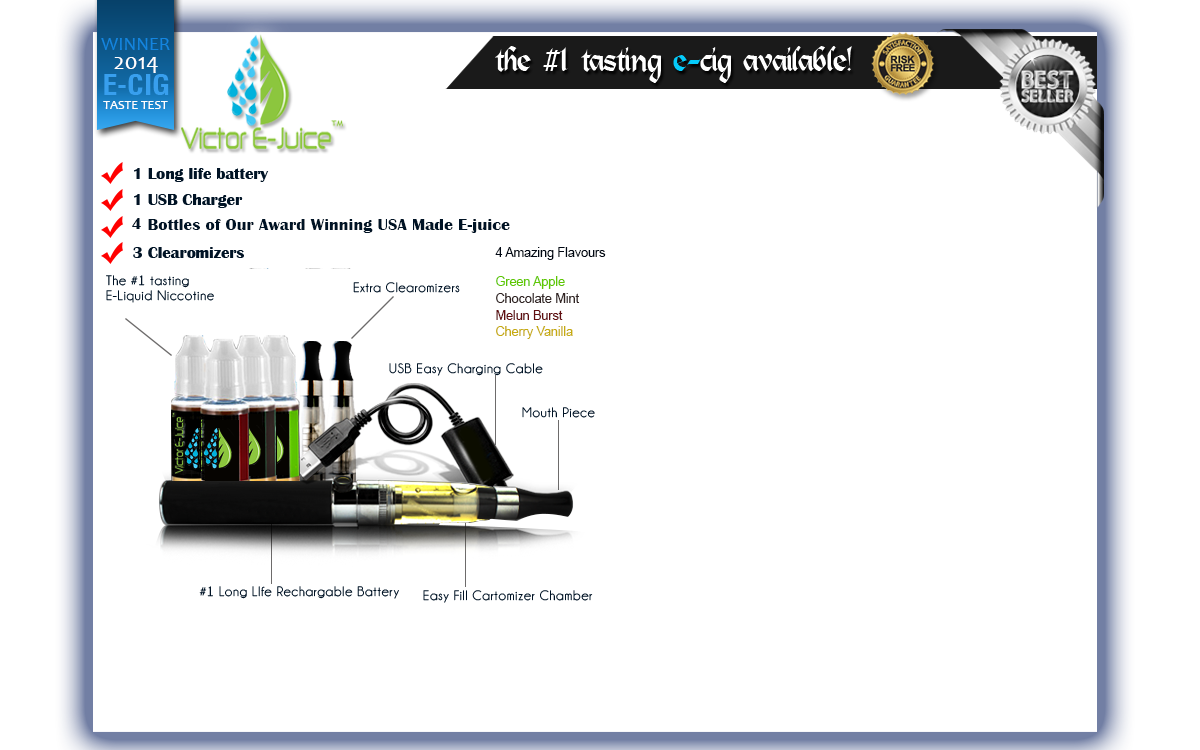 WINNER
2014
E-CIG
TASTE TEST
Victor E-Juice™
the #1 tasting e-cig available!
SATISFACTION
RISK
FREE
GUARANTEE
BEST
SELLER
1 Long life battery
1 USB Charger
4 Bottles of Our Award Winning USA Made E-juice
3 Clearomizers
4 Amazing Flavours
Green Apple
Chocolate Mint
Melun Burst
Cherry Vanilla
The #1 tasting
E-Liquid Niccotine
Extra Clearomizers
USB Easy Charging Cable
Mouth Piece
Victor E-Juice
#1 Long LIfe Rechargable Battery
Easy Fill Cartomizer Chamber